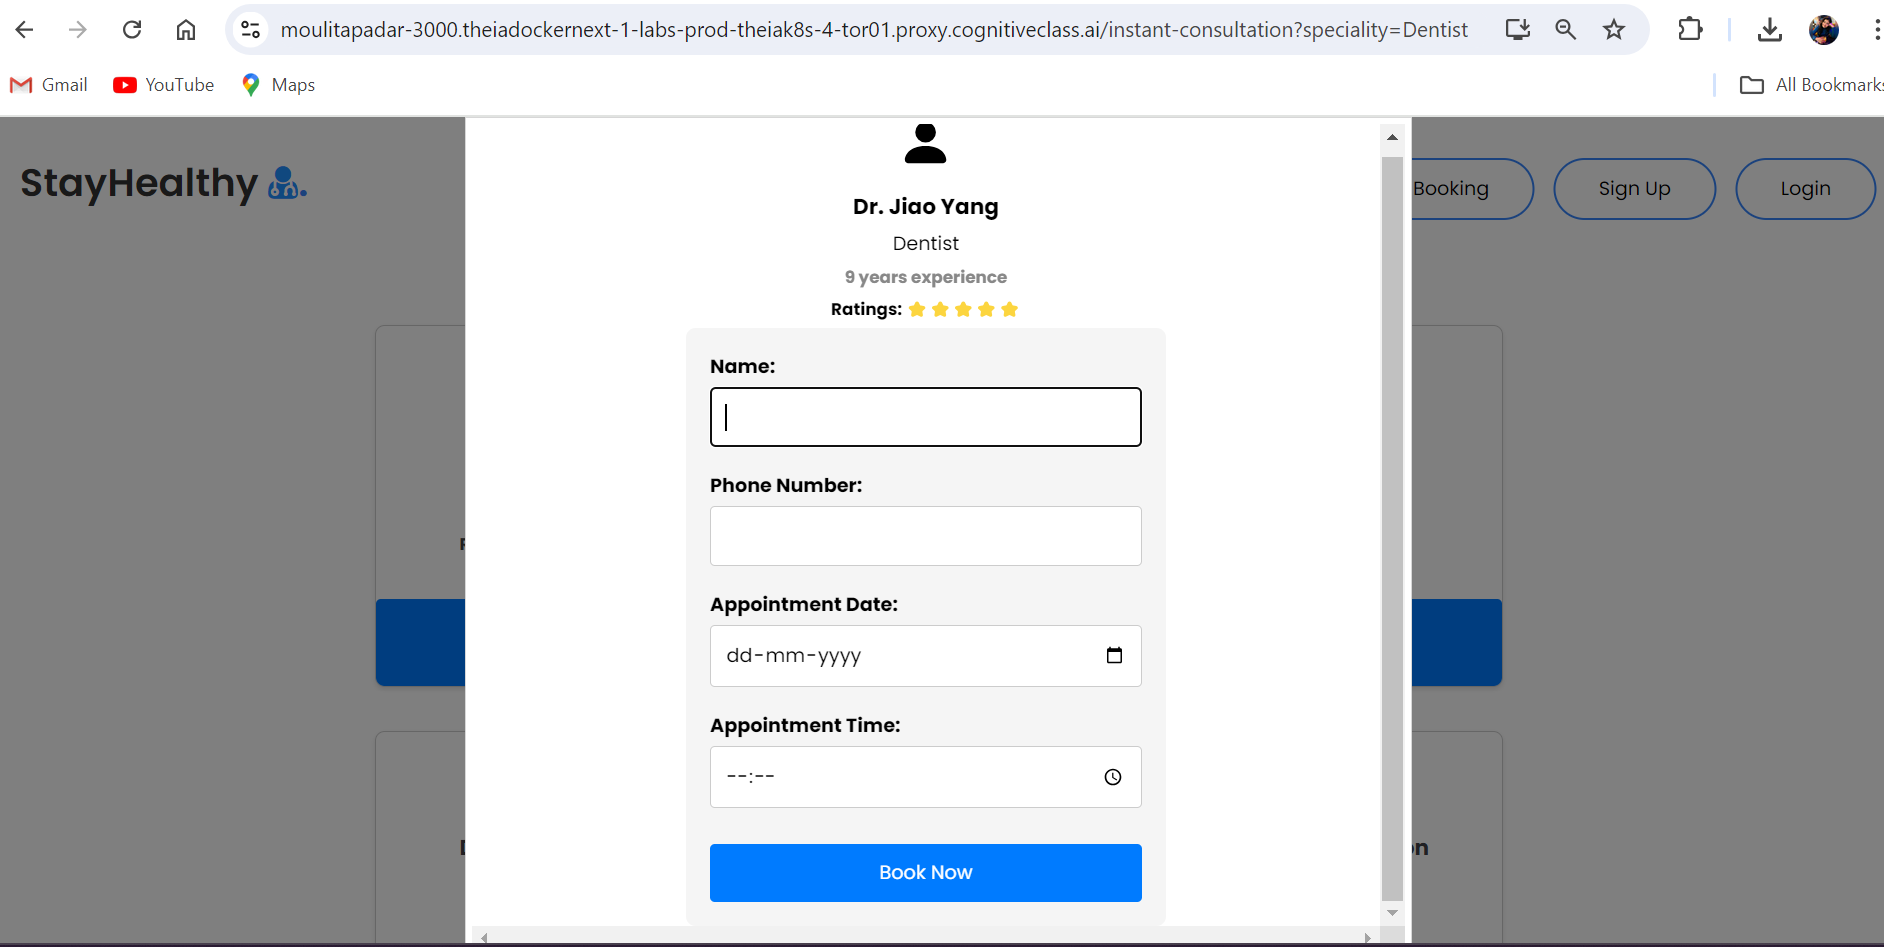 moulitapadar-3000.theiadockernext-1-labs-prod-theiak8s-4-tor01.proxy.cognitiveclass.ai/instant-consultation?speciality=Dentist
Gmail YouTube Maps All Bookmarks
StayHealthy
Booking Sign Up Login
Dr. Jiao Yang
Dentist
9 years experience
Ratings:
Name:
Phone Number:
Appointment Date:
dd-mm-yyyy
Appointment Time:
--:--
Book Now